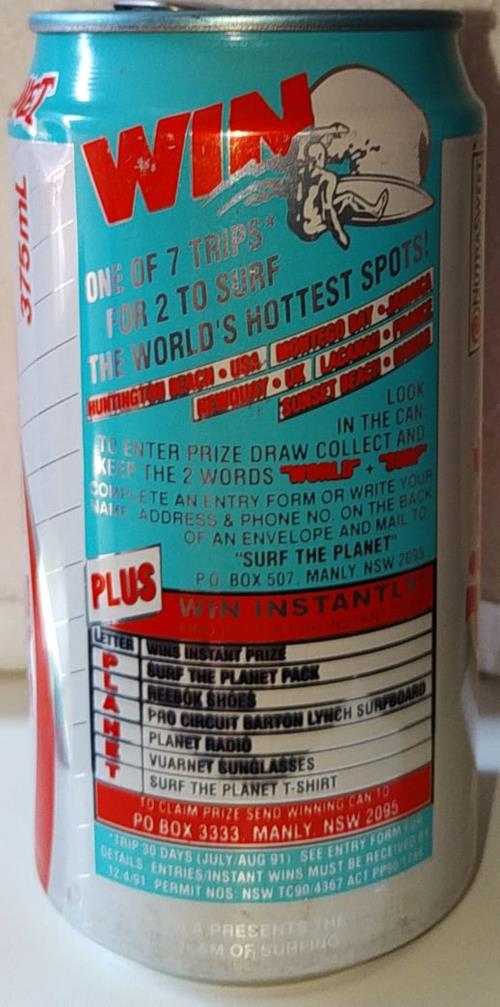 375mL
WIN
ONE OF 7 TRIPS*
FOR 2 TO SURF
THE WORLD'S HOTTEST SPOTS!
HUNTINGTON BEACH • USA MONTEGO BAY • JAMAICA
NEWQUAY • UK LACANAU • FRANCE
SUNSET BEACH • HAWAII
LOOK
IN THE CAN
TO ENTER PRIZE DRAW COLLECT AND
KEEP THE 2 WORDS "WORLD" + "SURF"
COMPLETE AN ENTRY FORM OR WRITE YOUR
NAME, ADDRESS & PHONE NO. ON THE BACK
OF AN ENVELOPE AND MAIL TO:
"SURF THE PLANET"
P.O. BOX 507, MANLY, NSW 2095
PLUS
WIN INSTANTLY!
LETTER WINS INSTANT PRIZE
P SURF THE PLANET PACK
L REEBOK SHOES
A PRO CIRCUIT BARTON LYNCH SURFBOARD
N PLANET RADIO
E VUARNET SUNGLASSES
T SURF THE PLANET T-SHIRT
TO CLAIM PRIZE SEND WINNING CAN TO
PO BOX 3333, MANLY, NSW 2095
*TRIP 30 DAYS (JULY/AUG 91). SEE ENTRY FORM FOR
DETAILS. ENTRIES/INSTANT WINS MUST BE RECEIVED BY
12/4/91. PERMIT NOS: NSW TC90/4367 ACT
PRESENTS THE
OF SURFING
NUTRASWEET